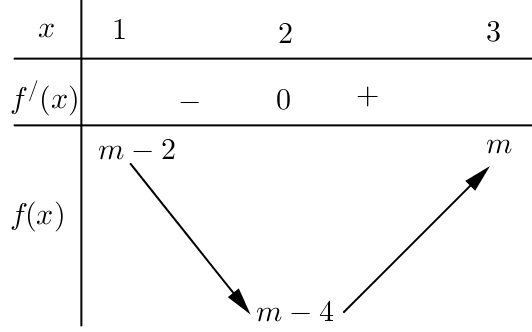 x 1 2 3
f′(x) − 0 +
m − 2 m
f(x)
m − 4